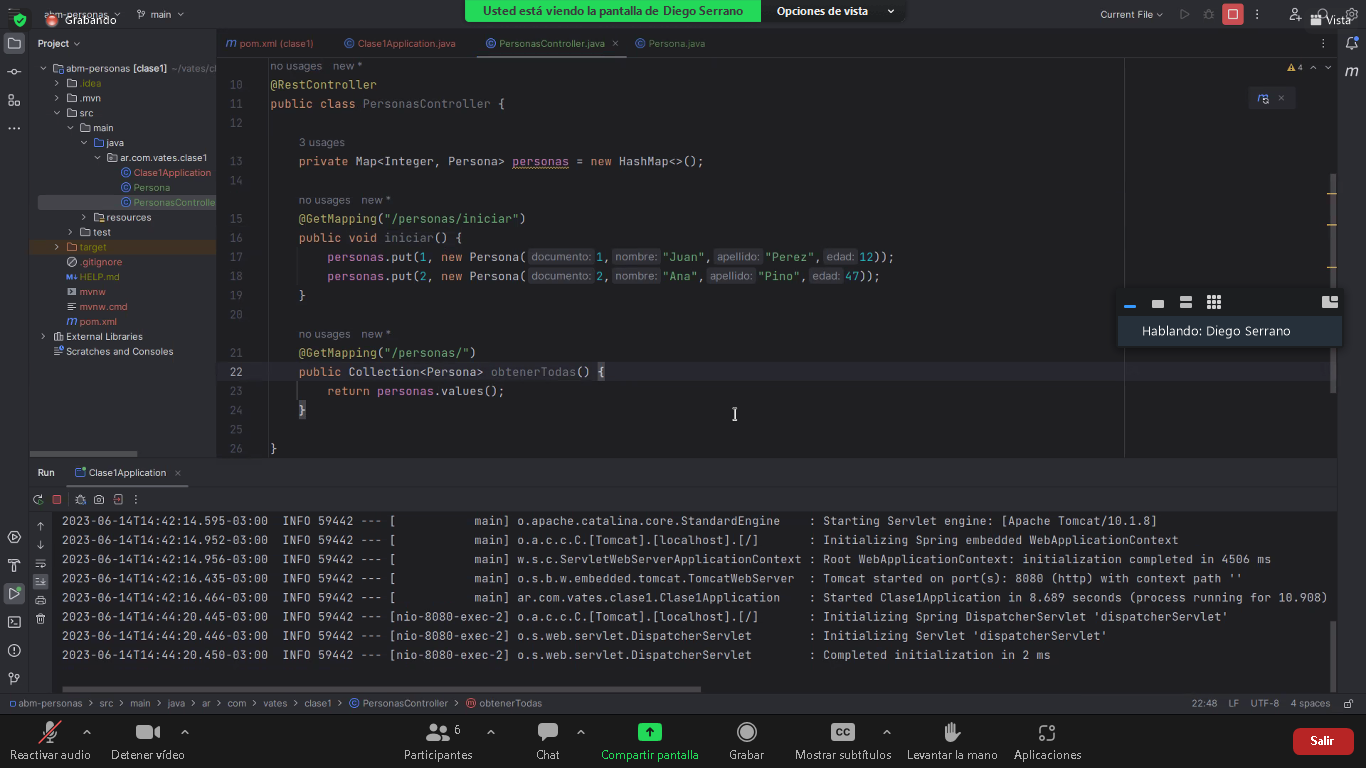 abm-personas
Grabando
main
Usted está viendo la pantalla de Diego Serrano
Opciones de vista
Current File
Vista
Project
pom.xml (clase1)
Clase1Application.java
PersonasController.java
Persona.java
abm-personas [clase1] ~/vates/cl
.idea
.mvn
src
main
java
ar.com.vates.clase1
Clase1Application
Persona
PersonasControlle
resources
test
target
.gitignore
HELP.md
mvnw
mvnw.cmd
pom.xml
External Libraries
Scratches and Consoles
4
no usages new *
10 @RestController
11 public class PersonasController {
12
3 usages
13 private Map<Integer, Persona> personas = new HashMap<>();
14
no usages new *
15 @GetMapping("/personas/iniciar")
16 public void iniciar() {
17 personas.put(1, new Persona( documento: 1, nombre: "Juan", apellido: "Perez", edad: 12));
18 personas.put(2, new Persona( documento: 2, nombre: "Ana", apellido: "Pino", edad: 47));
19 }
20
no usages new *
21 @GetMapping("/personas/")
22 public Collection<Persona> obtenerTodas() {
23 return personas.values();
24 }
25
26 }
Hablando: Diego Serrano
Run
Clase1Application
2023-06-14T14:42:14.595-03:00 INFO 59442 --- [ main] o.apache.catalina.core.StandardEngine : Starting Servlet engine: [Apache Tomcat/10.1.8]
2023-06-14T14:42:14.952-03:00 INFO 59442 --- [ main] o.a.c.c.C.[Tomcat].[localhost].[/] : Initializing Spring embedded WebApplicationContext
2023-06-14T14:42:14.956-03:00 INFO 59442 --- [ main] w.s.c.ServletWebServerApplicationContext : Root WebApplicationContext: initialization completed in 4506 ms
2023-06-14T14:42:16.435-03:00 INFO 59442 --- [ main] o.s.b.w.embedded.tomcat.TomcatWebServer : Tomcat started on port(s): 8080 (http) with context path ''
2023-06-14T14:42:16.464-03:00 INFO 59442 --- [ main] ar.com.vates.clase1.Clase1Application : Started Clase1Application in 8.689 seconds (process running for 10.908)
2023-06-14T14:44:20.445-03:00 INFO 59442 --- [nio-8080-exec-2] o.a.c.c.C.[Tomcat].[localhost].[/] : Initializing Spring DispatcherServlet 'dispatcherServlet'
2023-06-14T14:44:20.446-03:00 INFO 59442 --- [nio-8080-exec-2] o.s.web.servlet.DispatcherServlet : Initializing Servlet 'dispatcherServlet'
2023-06-14T14:44:20.450-03:00 INFO 59442 --- [nio-8080-exec-2] o.s.web.servlet.DispatcherServlet : Completed initialization in 2 ms
abm-personas > src > main > java > ar > com > vates > clase1 > PersonasController > obtenerTodas
22:48 LF UTF-8 4 spaces
Reactivar audio
Detener vídeo
6
Participantes
Chat
Compartir pantalla
Grabar
CC
Mostrar subtítulos
Levantar la mano
Aplicaciones
Salir